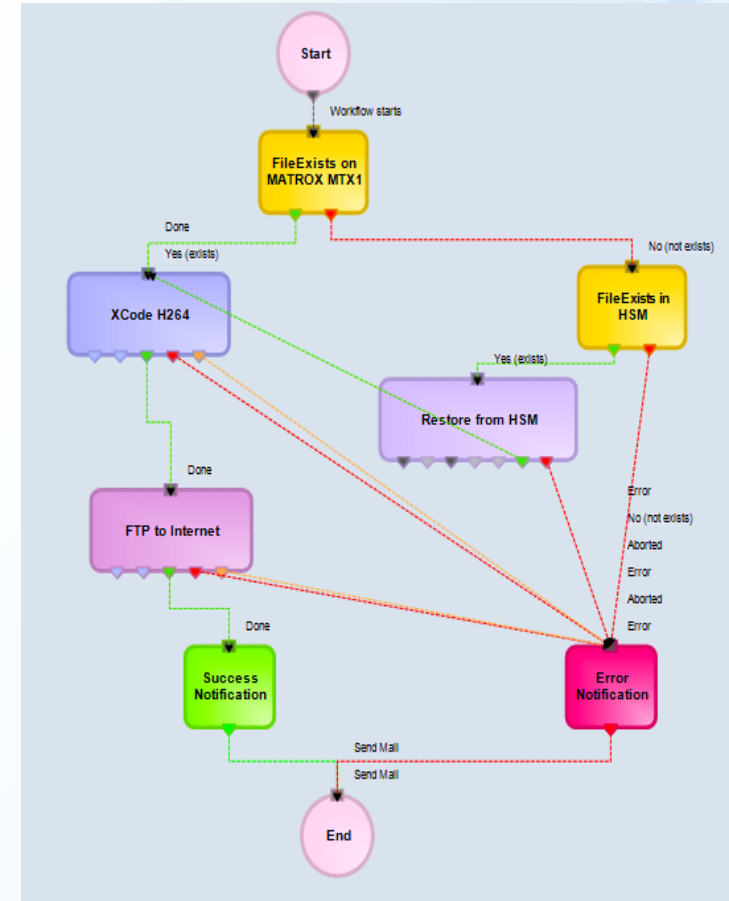 Start
Workflow starts
FileExists on
MATROX MTX1
Done
Yes (exists)
No (not exists)
XCode H264
FileExists in
HSM
Yes (exists)
Restore from HSM
Done
Error
No (not exists)
Aborted
Error
Aborted
Error
FTP to Internet
Done
Success
Notification
Error
Notification
Send Mail
Send Mail
End